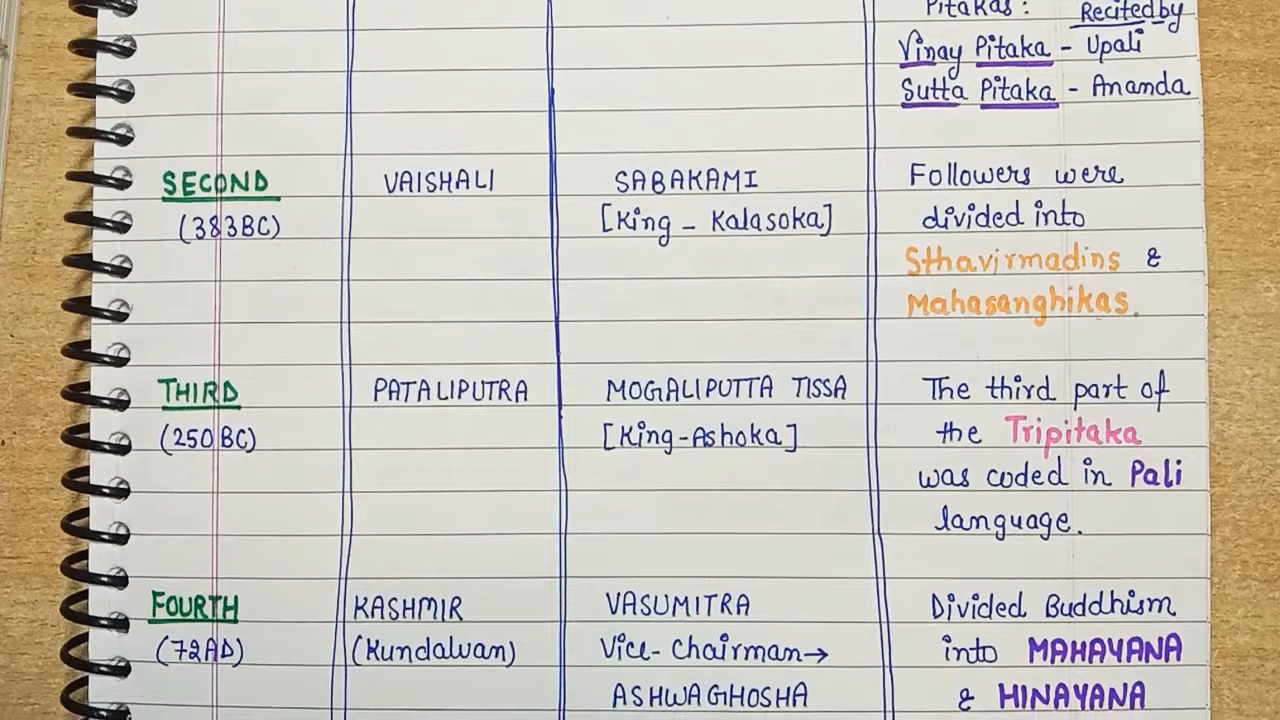 Pitakas: Recited by
Vinay Pitaka - Upali
Sutta Pitaka - Ananda
SECOND
(383BC)
VAISHALI
SABAKAMI
[King - Kalasoka]
Followers were
divided into
Sthavirmadins &
Mahasanghikas.
THIRD
(250 BC)
PATALIPUTRA
MOGALIPUTTA TISSA
[King-Ashoka]
The third part of
the Tripitaka
was coded in Pali
language.
FOURTH
(72AD)
KASHMIR
(Kundalvan)
VASUMITRA
Vice-Chairman→
ASHWAGHOSHA
Divided Buddhism
into MAHAYANA
& HINAYANA